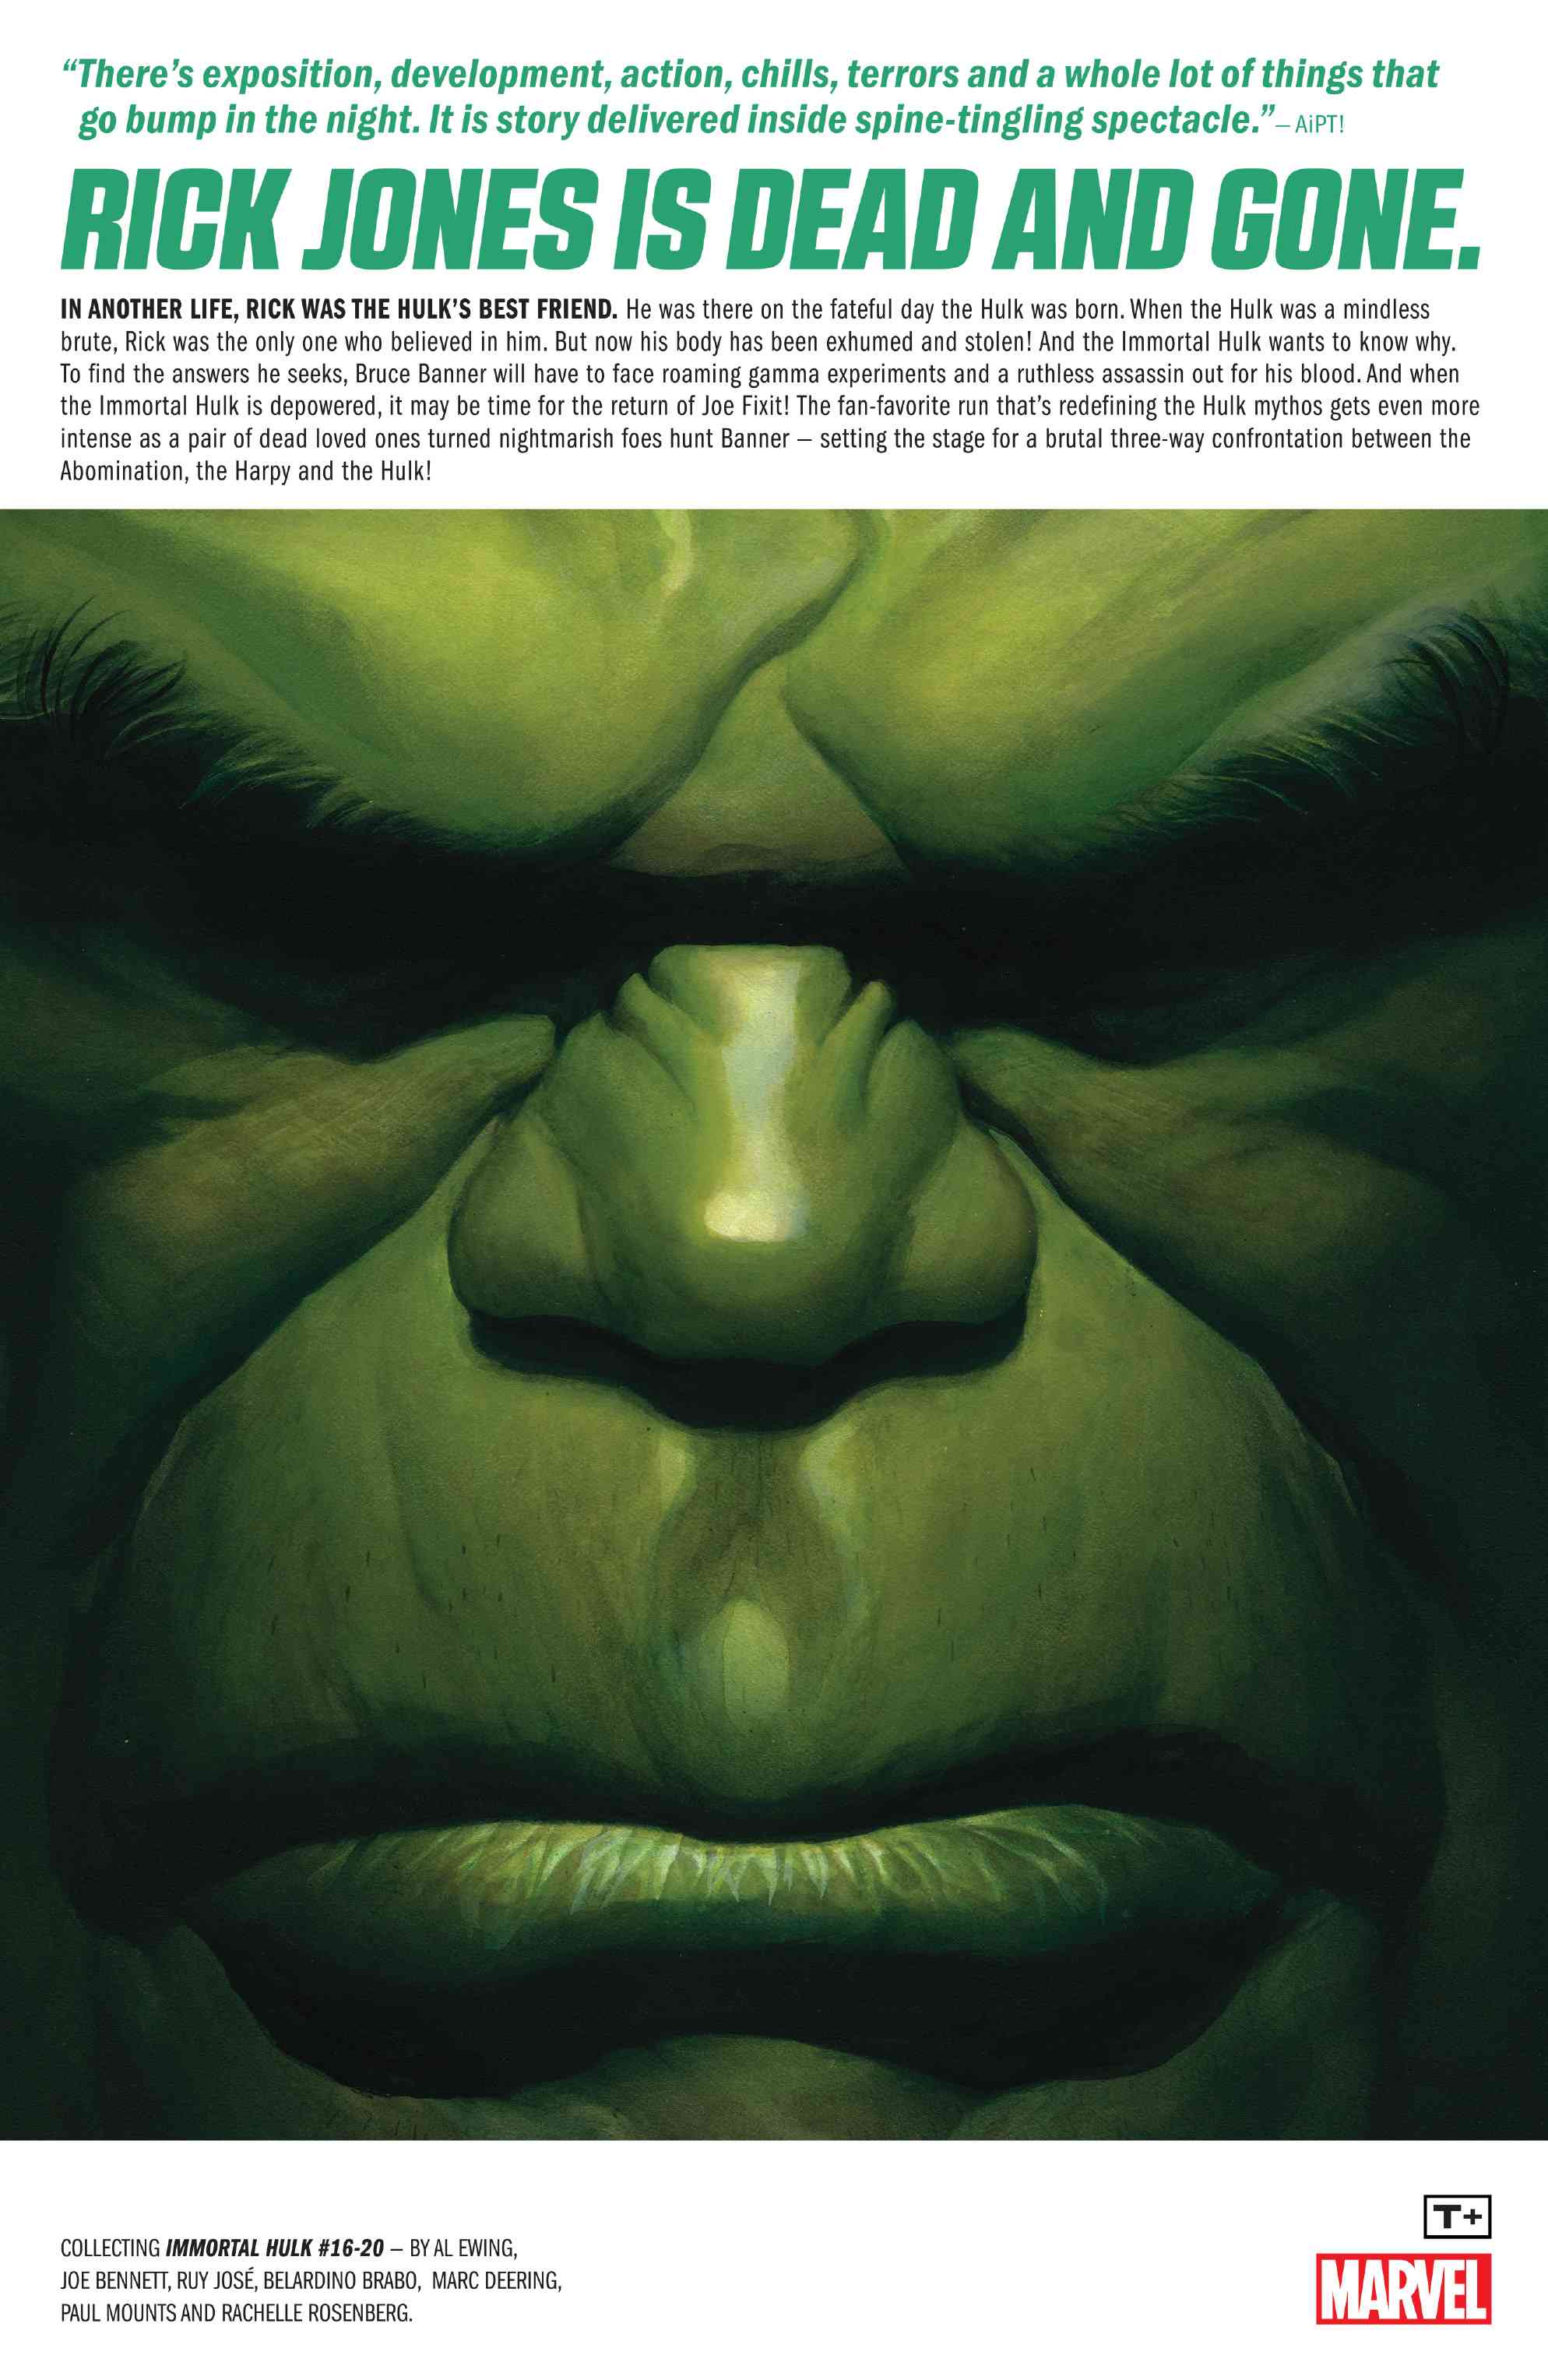 “There’s exposition, development, action, chills, terrors and a whole lot of things that
go bump in the night. It is story delivered inside spine-tingling spectacle.”– AiPT!
RICK JONES IS DEAD AND GONE.
IN ANOTHER LIFE, RICK WAS THE HULK’S BEST FRIEND. He was there on the fateful day the Hulk was born. When the Hulk was a mindless
brute, Rick was the only one who believed in him. But now his body has been exhumed and stolen! And the Immortal Hulk wants to know why.
To find the answers he seeks, Bruce Banner will have to face roaming gamma experiments and a ruthless assassin out for his blood. And when
the Immortal Hulk is depowered, it may be time for the return of Joe Fixit! The fan-favorite run that’s redefining the Hulk mythos gets even more
intense as a pair of dead loved ones turned nightmarish foes hunt Banner – setting the stage for a brutal three-way confrontation between the
Abomination, the Harpy and the Hulk!
COLLECTING IMMORTAL HULK #16-20 – BY AL EWING,
JOE BENNETT, RUY JOSÉ, BELARDINO BRABO, MARC DEERING,
PAUL MOUNTS AND RACHELLE ROSENBERG.
T+
MARVEL